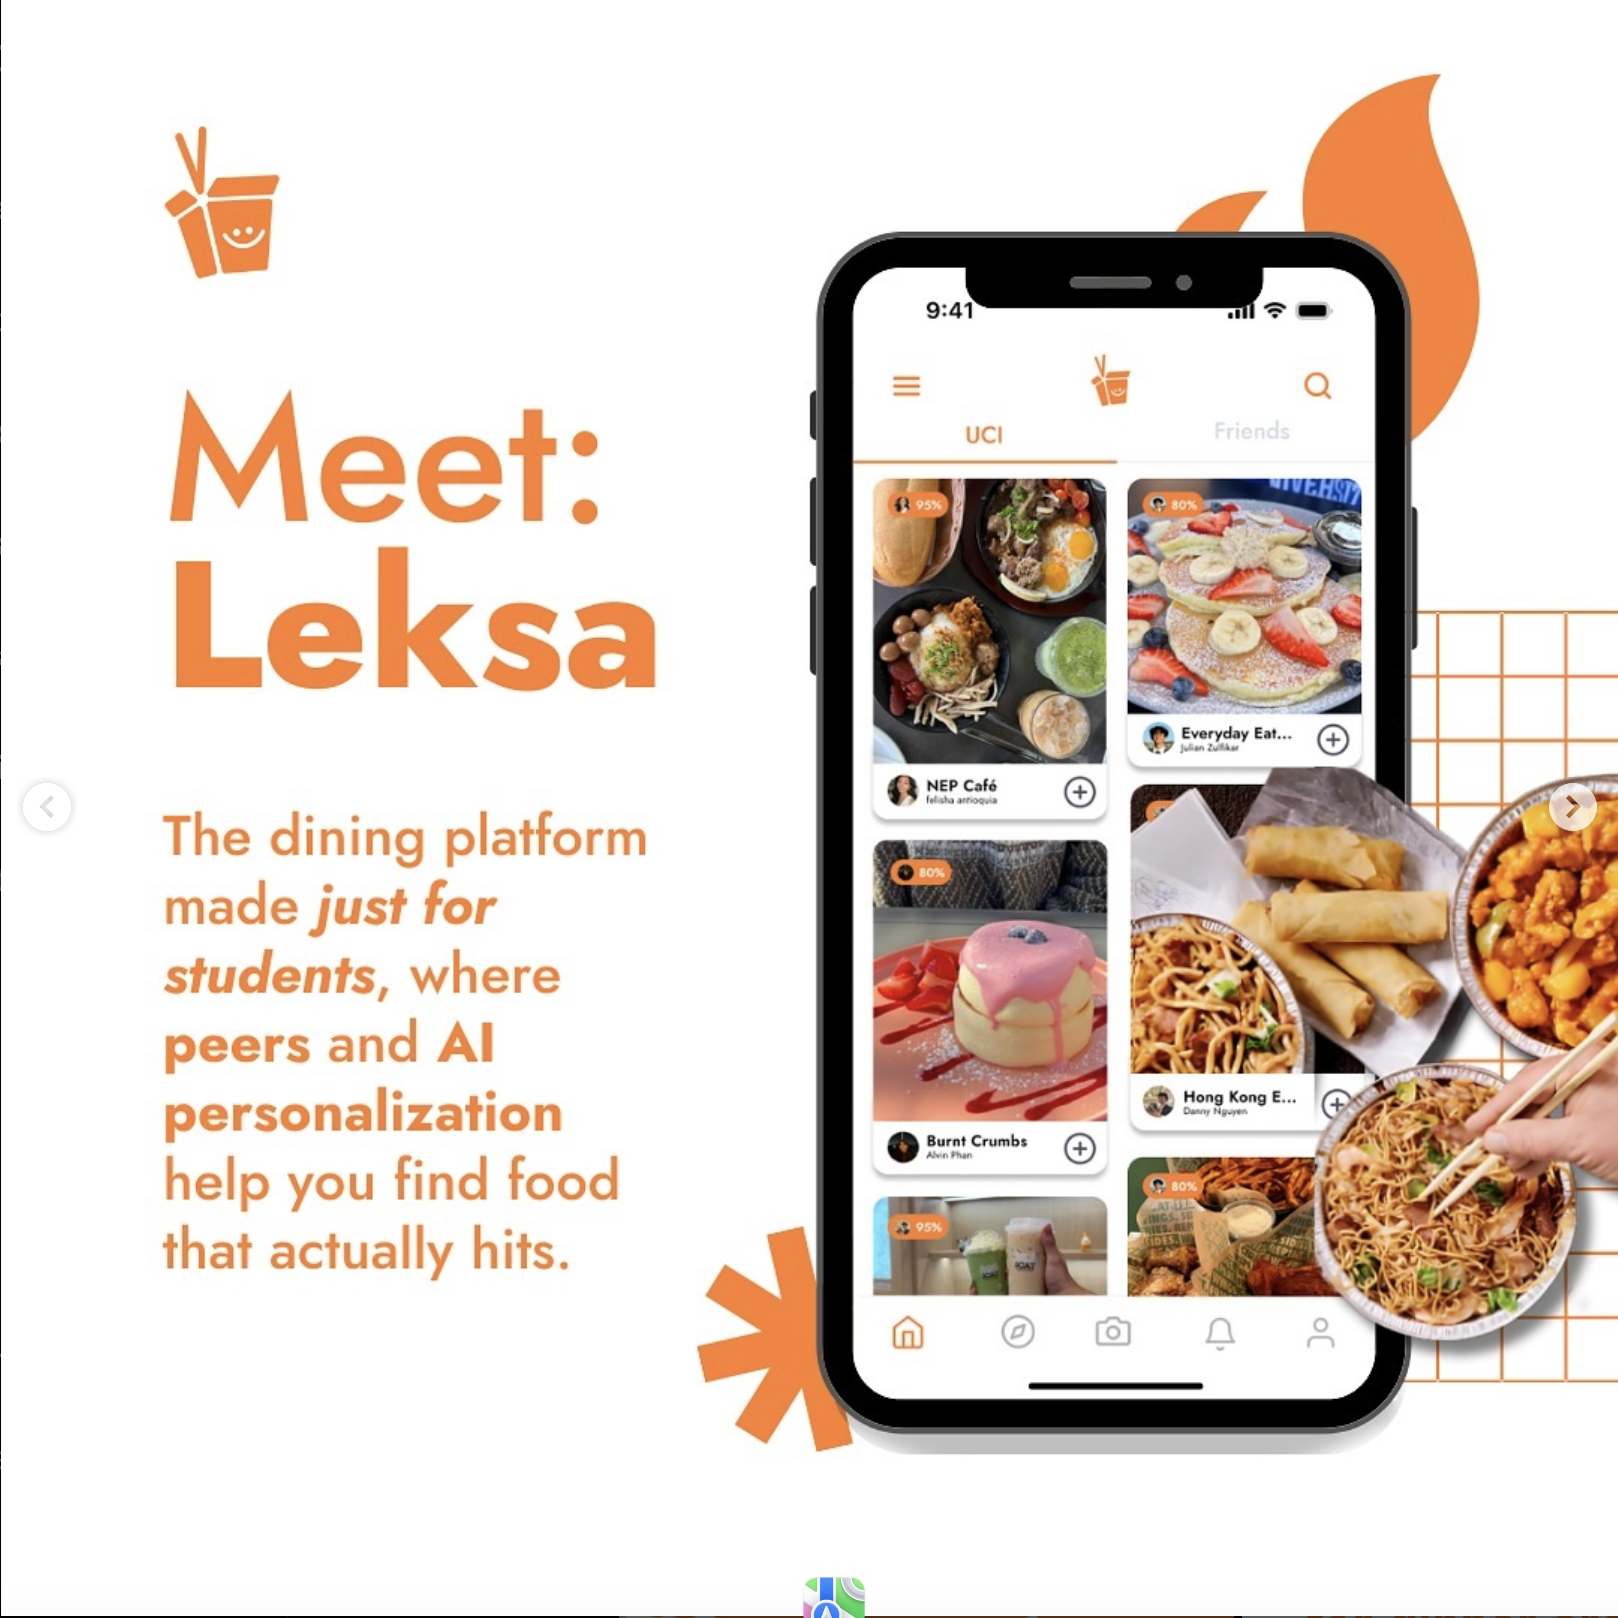 Meet:
Leksa
The dining platform
made just for
students, where
peers and AI
personalization
help you find food
that actually hits.
9:41
UCI
Friends
95%
NEP Café
felisha antioquia
80%
Everyday Eat...
Julian Zulfikar
80%
Burnt Crumbs
Alvin Phan
Hong Kong E...
Danny Nguyen
95%
80%